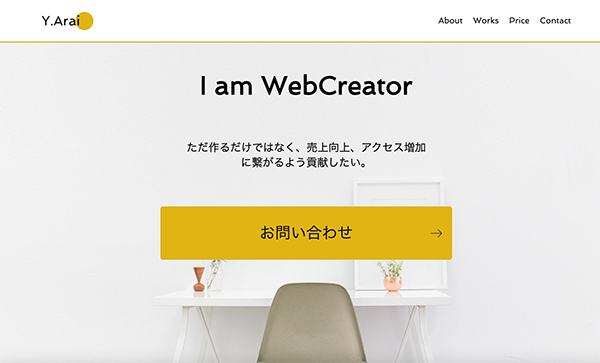 Y.Arai
About Works Price Contact
I am WebCreator
ただ作るだけではなく、売上向上、アクセス増加
に繋がるよう貢献したい。
お問い合わせ